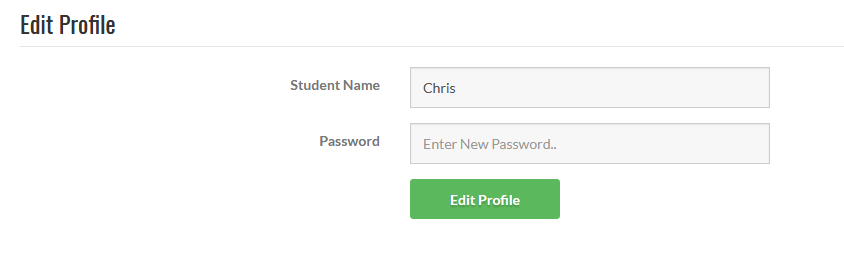 Edit Profile
Student Name
Chris
Password
Enter New Password..
Edit Profile